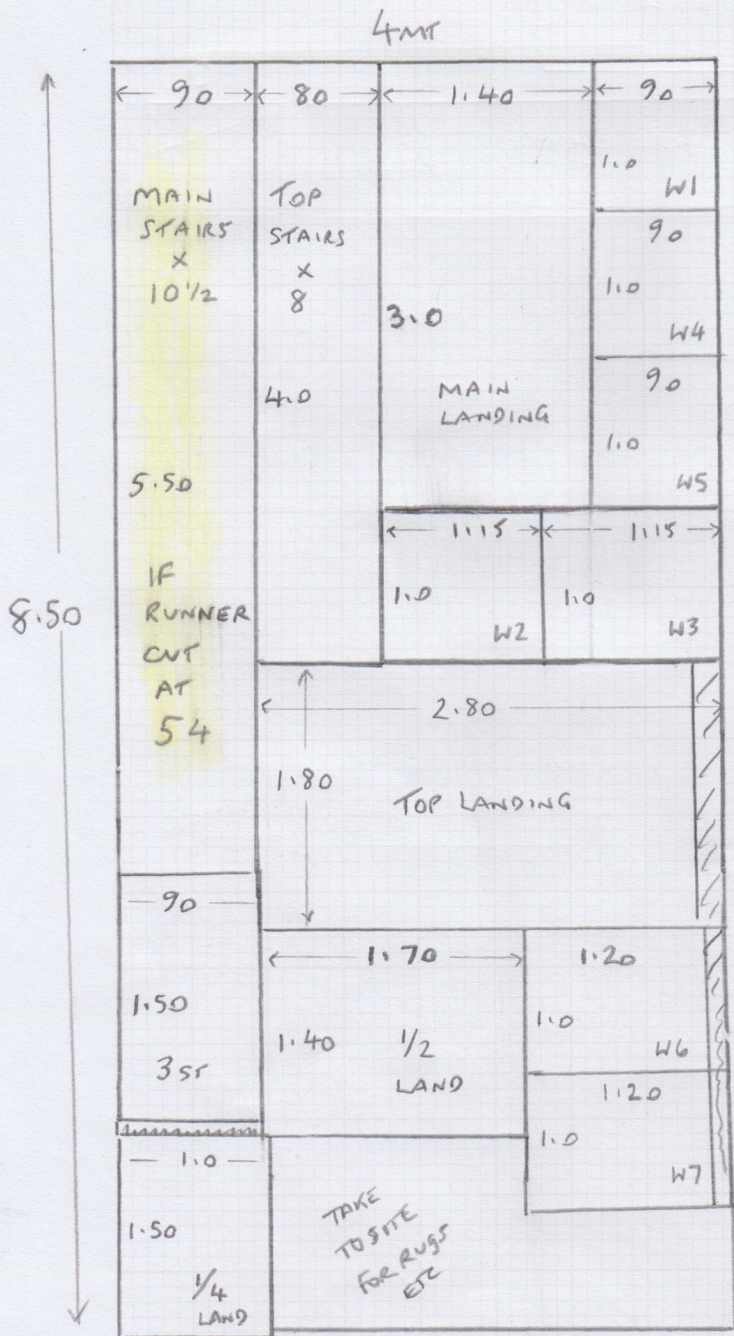 4MT
90 80 1.40 90
MAIN
STAIRS
X
10 1/2
5.50
IF
RUNNER
CUT
AT
54
TOP
STAIRS
X
8
4.0
3.0
MAIN
LANDING
1.0
W1
90
1.0
W4
90
1.0
W5
1.15 1.15
1.0
W2
1.0
W3
8.50
2.80
1.80
TOP LANDING
90
1.50
3ST
1.70
1.40
1/2
LAND
1.20
1.0
W6
1.20
1.0
W7
1.0
1.50
1/4
LAND
TAKE
TO SITE
FOR RUGS
ETC